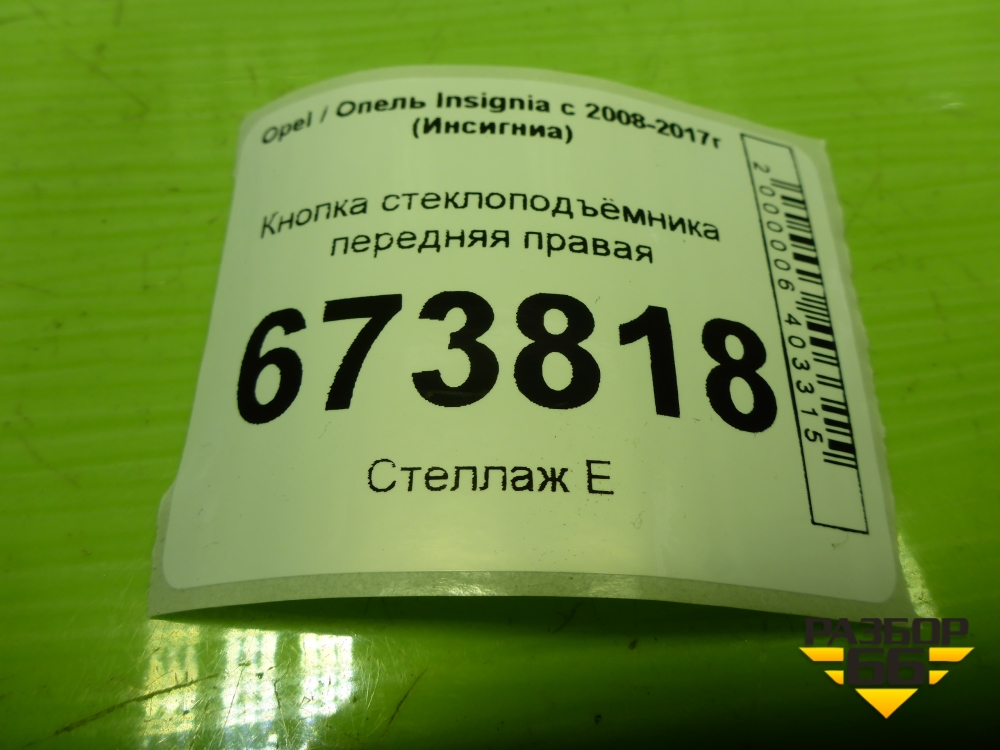 Opel / Опель Insignia с 2008-2017г
(Инсигниа)
Кнопка стеклоподъёмника
передняя правая
673818
Стеллаж Е
2000006403315
РАЗБОР
66